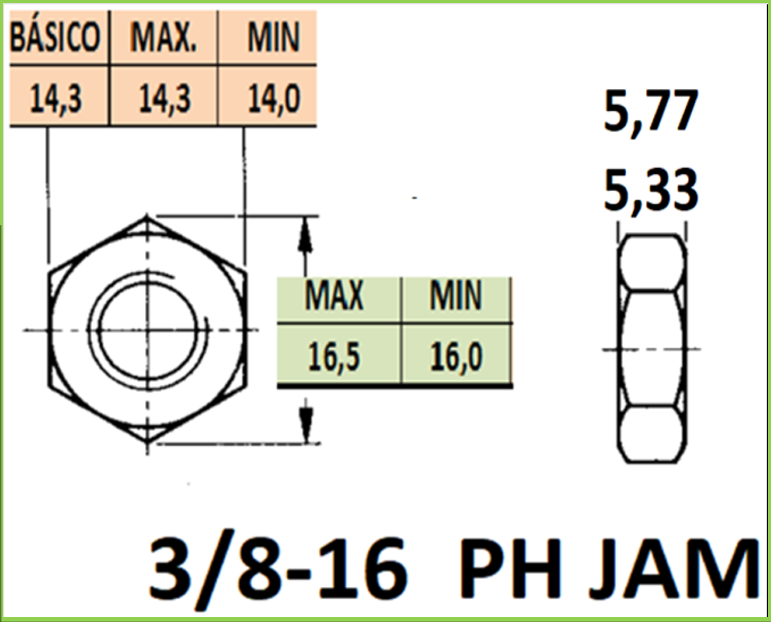 BÁSICO MAX. MIN
14,3 14,3 14,0
5,77
5,33
MAX MIN
16,5 16,0
3/8-16 PH JAM